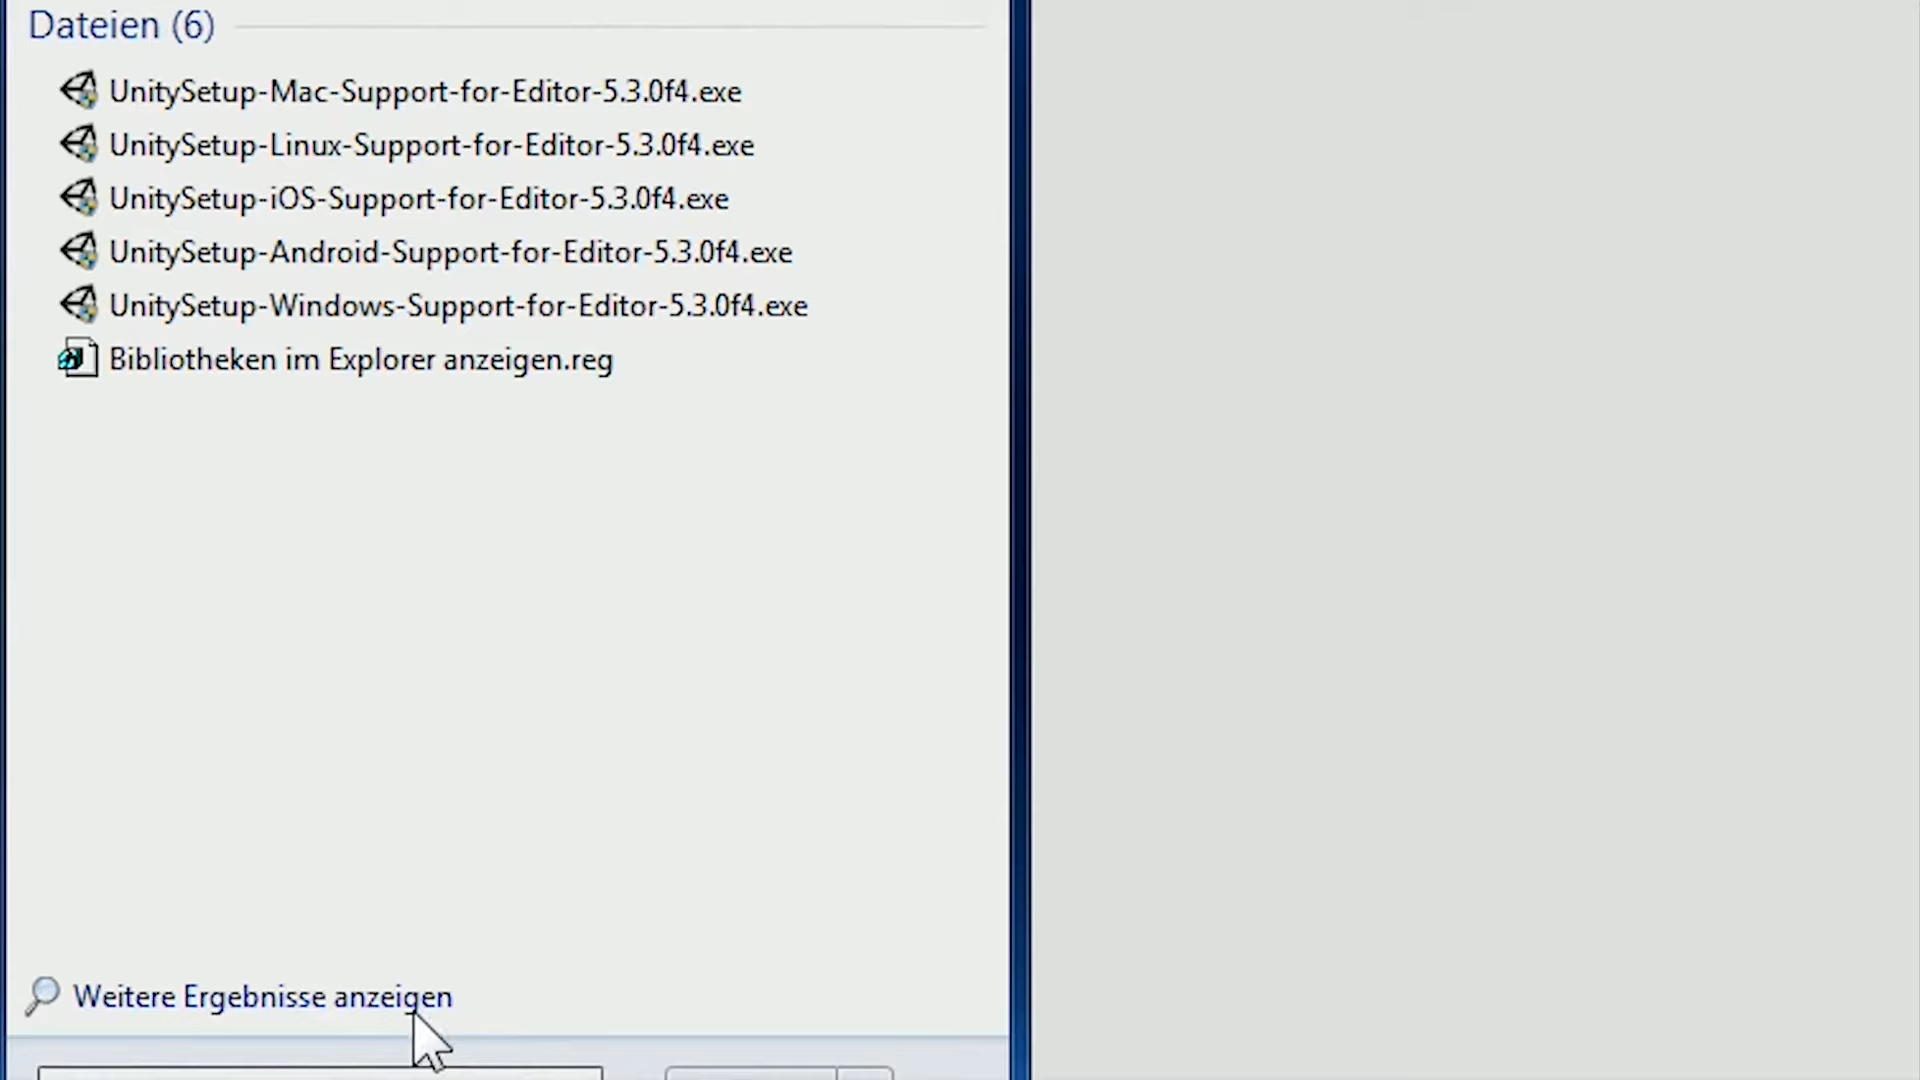 Dateien (6)
UnitySetup-Mac-Support-for-Editor-5.3.0f4.exe
UnitySetup-Linux-Support-for-Editor-5.3.0f4.exe
UnitySetup-iOS-Support-for-Editor-5.3.0f4.exe
UnitySetup-Android-Support-for-Editor-5.3.0f4.exe
UnitySetup-Windows-Support-for-Editor-5.3.0f4.exe
Bibliotheken im Explorer anzeigen.reg
Weitere Ergebnisse anzeigen